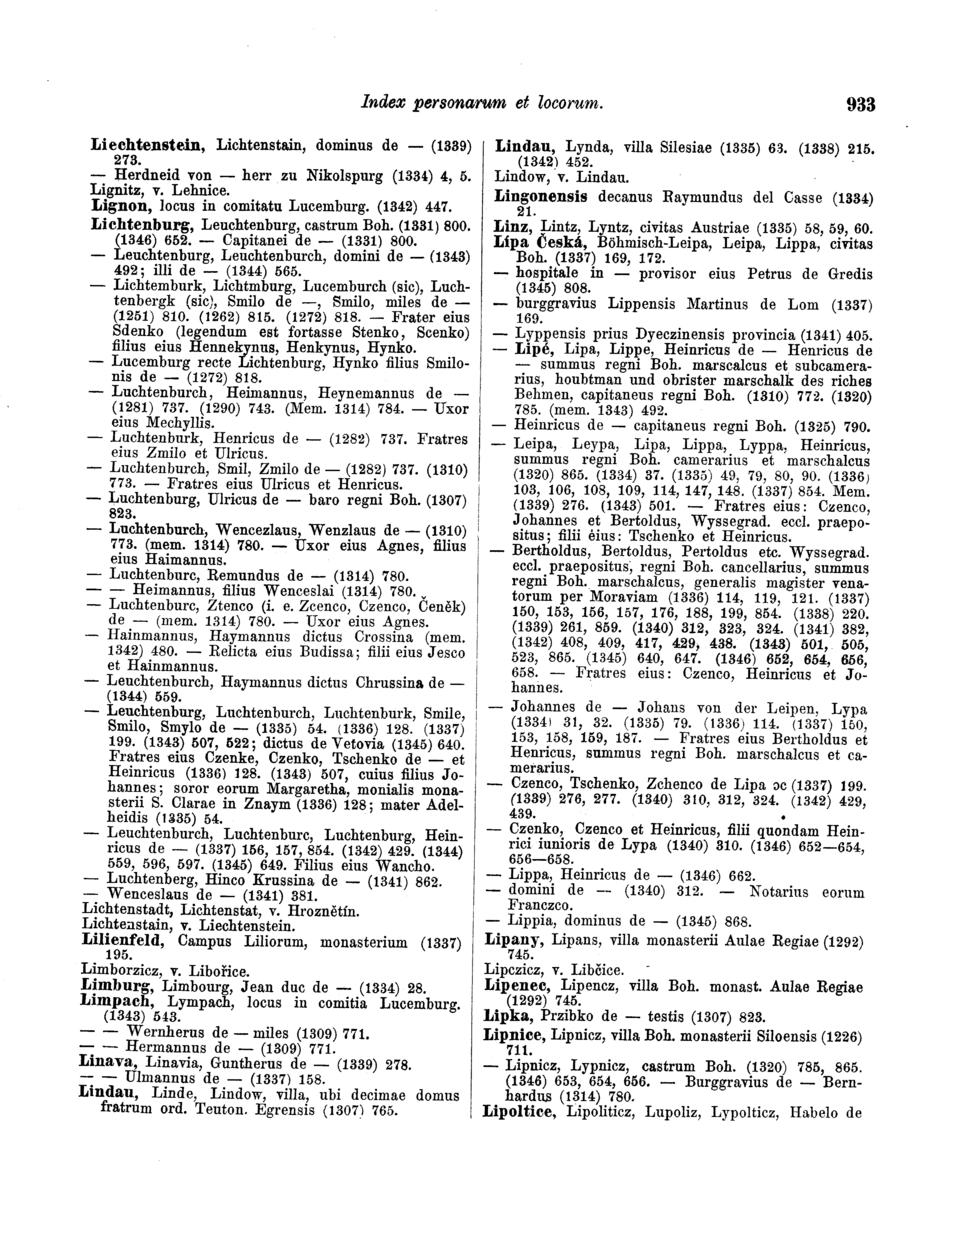 Index personarum et locorum.
933
Liechtenstein, Lichtenstain, dominus de — (1339)
273.
— Herdneid von — herr zu Nikolspurg (1334) 4, 5.
Lignitz, v. Lehnice.
Lignon, locus in comitatu Lucemburg. (1342) 447.
Lichtenburg, Leuchtenburg, castrum Boh. (1331) 800.
(1346) 652. — Capitanei de — (1331) 800.
— Leuchtenburg, Leuchtenburch, domini de — (1343)
492; illi de — (1344) 565.
— Lichtemburk, Lichtmburg, Lucemburch (sic), Luch-
tenbergk (sic), Smilo de —, Smilo, miles de —
(1251) 810. (1262) 815. (1272) 818. — Frater eius
Sdenko (legendum est fortasse Stenko, Scenko)
filius eius Hennekynus, Henkynus, Hynko.
— Lucemburg recte Lichtenburg, Hynko filius Smilo-
nis de — (1272) 818.
— Luchtenburch, Heimannus, Heynemannus de —
(1281) 737. (1290) 743. (Mem. 1314) 784. — Uxor
eius Mechyllis.
— Luchtenburk, Henricus de — (1282) 737. Fratres
eius Zmilo et Ulricus.
— Luchtenburch, Smil, Zmilo de — (1282) 737. (1310)
773. — Fratres eius Ulricus et Henricus.
— Luchtenburg, Ulricus de — baro regni Boh. (1307)
823.
— Luchtenburch, Wencezlaus, Wenzlaus de — (1310)
773. (mem. 1314) 780. — Uxor eius Agnes, filius
eius Haimannus.
— Luchtenburc, Remundus de — (1314) 780.
— — Heimannus, filius Wenceslai (1314) 780.
— Luchtenburc, Ztenco (i. e. Zcenco, Czenco, Čeněk)
de — (mem. 1314) 780. — Uxor eius Agnes.
— Hainmannus, Haymannus dictus Crossina (mem.
1342) 480. — Relicta eius Budissa; filii eius Jesco
et Hainmannus.
— Leuchtenburch, Haymannus dictus Chrussina de —
(1344) 559.
— Leuchtenburg, Luchtenburch, Luchtenburk, Smile,
Smilo, Smylo de — (1335) 54. (1336) 128. (1337)
199. (1343) 507, 522; dictus de Vetovia (1345) 640.
Fratres eius Czenke, Czenko, Tschenko de — et
Heinricus (1336) 128. (1343) 507, cuius filius Jo-
hannes; soror eorum Margaretha, monialis mona-
sterii S. Clarae in Znaym (1336) 128; mater Adel-
heidis (1335) 54.
— Leuchtenburch, Luchtenburc, Luchtenburg, Hein-
ricus de — (1337) 156, 157, 854. (1342) 429. (1344)
559, 596, 597. (1345) 649. Filius eius Wancho.
— Luchtenberg, Hinco Krussina de — (1341) 862.
— Wenceslaus de — (1341) 381.
Lichtenstadt, Lichtenstat, v. Hroznětín.
Lichtenstain, v. Liechtenstein.
Lilienfeld, Campus Liliorum, monasterium (1337)
195.
Limborzicz, v. Libořice.
Limburg, Limbourg, Jean duc de — (1334) 28.
Limpach, Lympach, locus in comitia Lucemburg.
(1343) 543.
— — Wernherus de — miles (1309) 771.
— — Hermannus de — (1309) 771.
Linava, Linavia, Guntherus de — (1339) 278.
— — Ulmannus de — (1337) 158.
Lindau, Linde, Lindow, villa, ubi decimae domus
fratrum ord. Teuton. Egrensis (1307) 765.
Lindau, Lynda, villa Silesiae (1335) 63. (1338) 215.
(1342) 452.
Lindow, v. Lindau.
Lingonensis decanus Raymundus del Casse (1334)
21.
Linz, Lintz, Lyntz, civitas Austriae (1335) 58, 59, 60.
Lípa Česká, Böhmisch-Leipa, Leipa, Lippa, civitas
Boh. (1337) 169, 172.
— hospitale in — provisor eius Petrus de Gredis
(1345) 808.
— burggravius Lippensis Martinus de Lom (1337)
169.
— Lyppensis prius Dyeczinensis provincia (1341) 405.
— Lipé, Lipa, Lippe, Heinricus de — Henricus de
— summus regni Boh. marscalcus et subcamera-
rius, houbtman und obrister marschalk des riches
Behmen, capitaneus regni Boh. (1310) 772. (1320)
785. (mem. 1343) 492.
— Heinricus de — capitaneus regni Boh. (1325) 790.
— Leipa, Leypa, Lipa, Lippa, Lyppa, Heinricus,
summus regni Boh. camerarius et marschalcus
(1320) 865. (1334) 37. (1335) 49, 79, 80, 90. (1336)
103, 106, 108, 109, 114, 147, 148. (1337) 854. Mem.
(1339) 276. (1343) 501. — Fratres eius: Czenco,
Johannes et Bertoldus, Wyssegrad. eccl. praepo-
situs; filii eius: Tschenko et Heinricus.
— Bertholdus, Bertoldus, Pertoldus etc. Wyssegrad.
eccl. praepositus, regni Boh. cancellarius, summus
regni Boh. marschalcus, generalis magister vena-
torum per Moraviam (1336) 114, 119, 121. (1337)
150, 153, 156, 157, 176, 188, 199, 854. (1338) 220.
(1339) 261, 859. (1340) 312, 323, 324. (1341) 382,
(1342) 408, 409, 417, 429, 438. (1343) 501, 505,
523, 865. (1345) 640, 647. (1346) 652, 654, 656,
658. — Fratres eius: Czenco, Heinricus et Jo-
hannes.
— Johannes de — Johans von der Leipen, Lypa
(1334) 31, 32. (1335) 79. (1336) 114. (1337) 150,
153, 158, 159, 187. — Fratres eius Bertholdus et
Henricus, summus regni Boh. marschalcus et ca-
merarius.
— Czenco, Tschenko, Zchenco de Lipa ɔc (1337) 199.
(1339) 276, 277. (1340) 310, 312, 324. (1342) 429,
439.
— Czenko, Czenco et Heinricus, filii quondam Hein-
rici iunioris de Lypa (1340) 310. (1346) 652—654,
656—658.
— Lippa, Heinricus de — (1346) 662.
— domini de — (1340) 312. — Notarius eorum
Franczco.
— Lippia, dominus de — (1345) 868.
Lipany, Lipans, villa monasterii Aulae Regiae (1292)
745.
Lipczicz, v. Libčice.
Lipenec, Lipencz, villa Boh. monast. Aulae Regiae
(1292) 745.
Lipka, Przibko de — testis (1307) 823.
Lipnice, Lipnicz, villa Boh. monasterii Siloensis (1226)
711.
— Lipnicz, Lypnicz, castrum Boh. (1320) 785, 865.
(1346) 653, 654, 656. — Burggravius de — Bern-
hardus (1314) 780.
Lipoltice, Lipoliticz, Lupoliz, Lypolticz, Habelo de